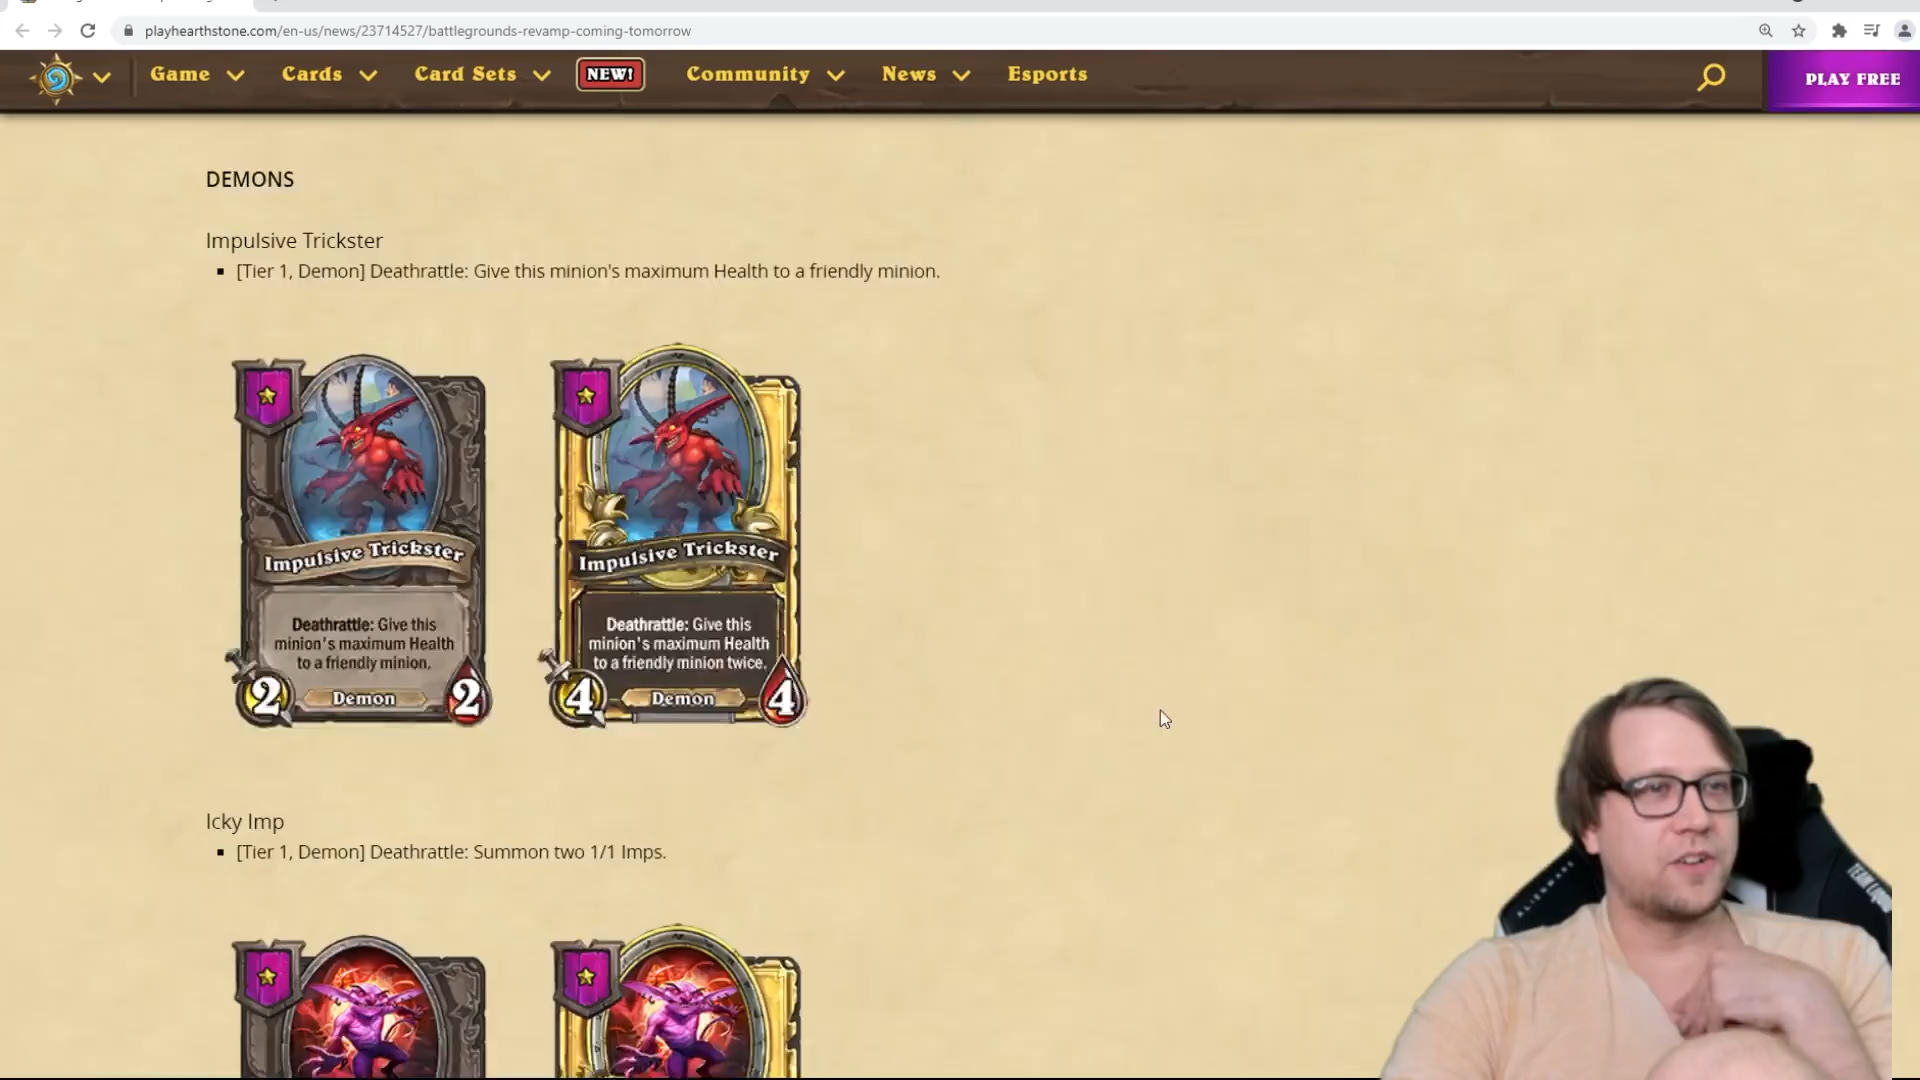 playhearthstone.com/en-us/news/23714527/battlegrounds-revamp-coming-tomorrow
Game
Cards
Card Sets
NEW!
Community
News
Esports
PLAY FREE
DEMONS
Impulsive Trickster
▪ [Tier 1, Demon] Deathrattle: Give this minion's maximum Health to a friendly minion.
Impulsive Trickster
Deathrattle: Give this
minion's maximum Health
to a friendly minion.
2
Demon
2
Impulsive Trickster
Deathrattle: Give this
minion's maximum Health
to a friendly minion twice.
4
Demon
4
Icky Imp
▪ [Tier 1, Demon] Deathrattle: Summon two 1/1 Imps.
ALIENWARE